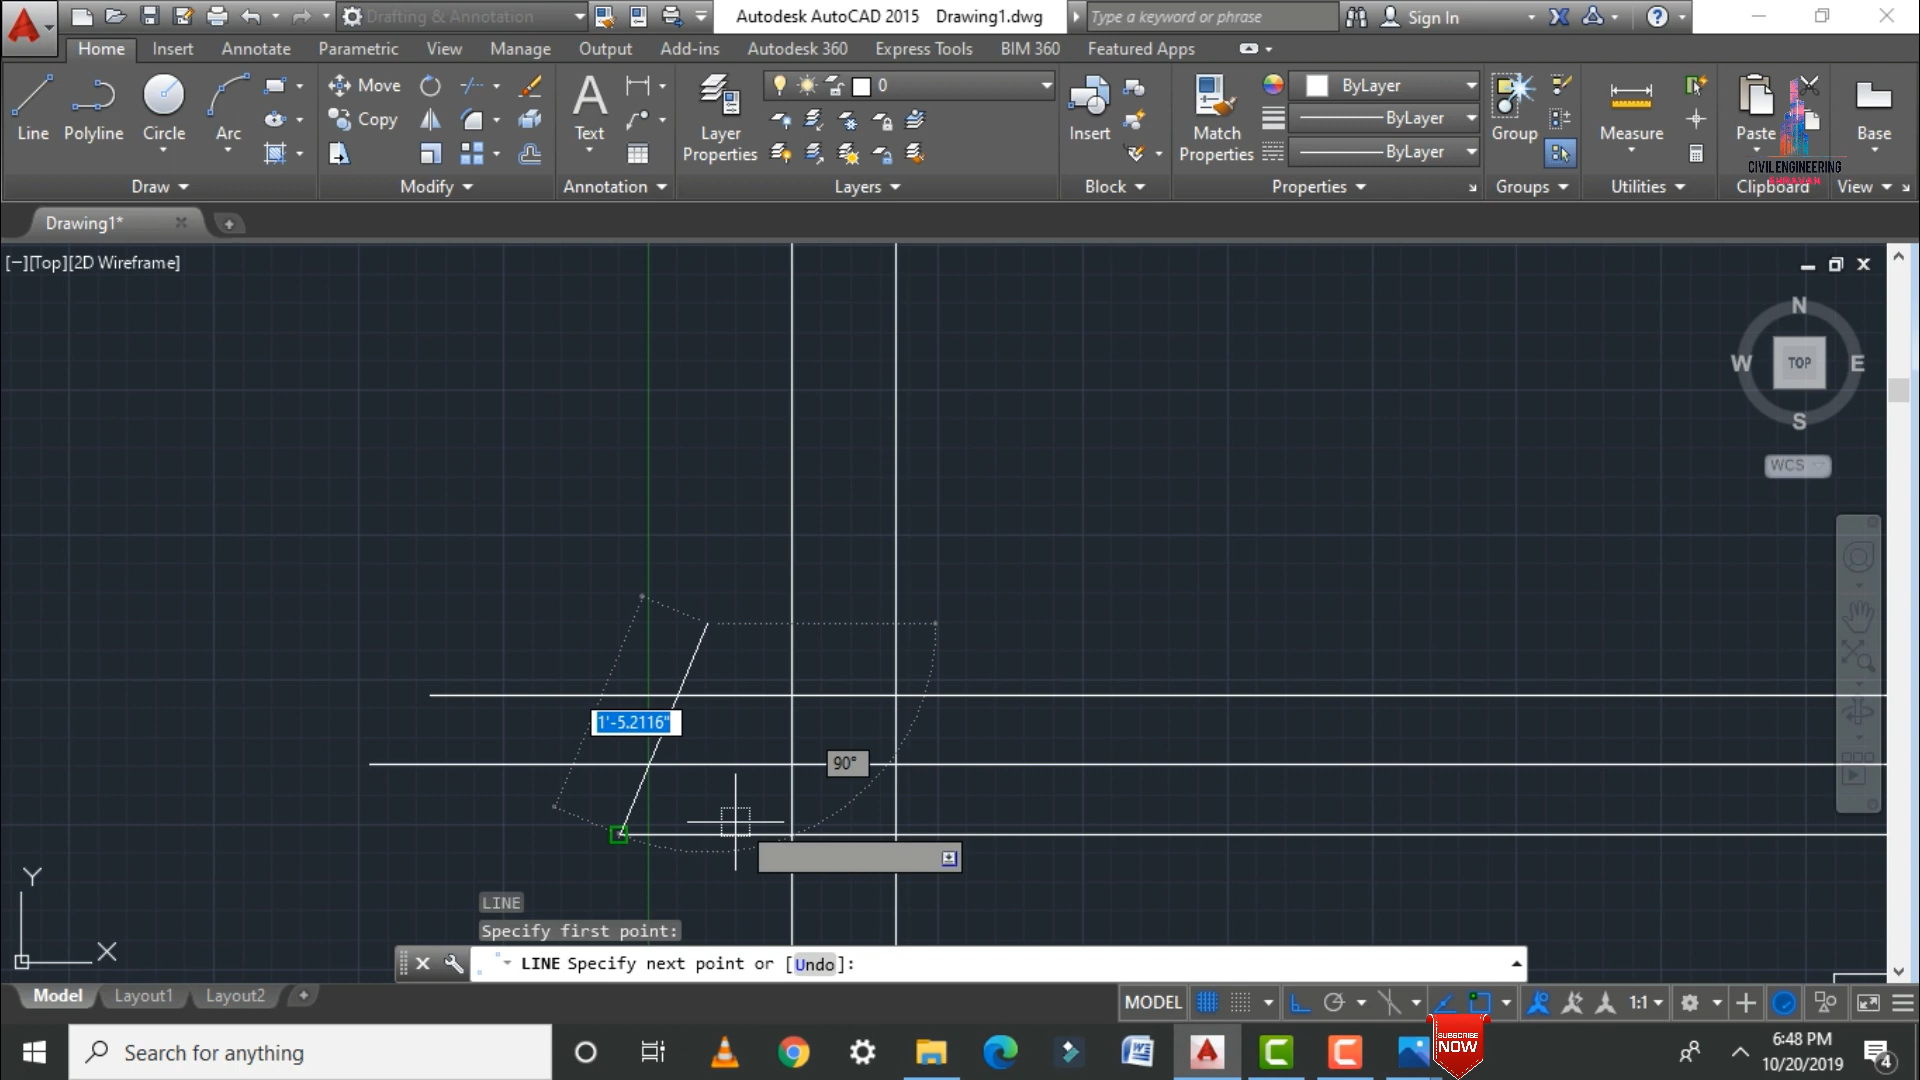 Drafting & Annotation
Autodesk AutoCAD 2015 Drawing1.dwg
Type a keyword or phrase
Sign In
Home Insert Annotate Parametric View Manage Output Add-ins Autodesk 360 Express Tools BIM 360 Featured Apps
Line Polyline Circle Arc
Move
Copy
Text
Layer Properties
0
Insert
Match Properties
ByLayer
ByLayer
ByLayer
Group
Measure
Paste
Base
CIVILENGINEERING
SHRAVAN
Draw Modify Annotation Layers Block Properties Groups Utilities Clipboard View
Drawing1*
[−][Top][2D Wireframe]
N
W TOP E
S
WCS
1'-5.2116"
90°
Y
X
LINE
Specify first point:
LINE Specify next point or [Undo]:
Model Layout1 Layout2
MODEL
1:1
Search for anything
SUBSCRIBE
NOW
6:48 PM
10/20/2019
4